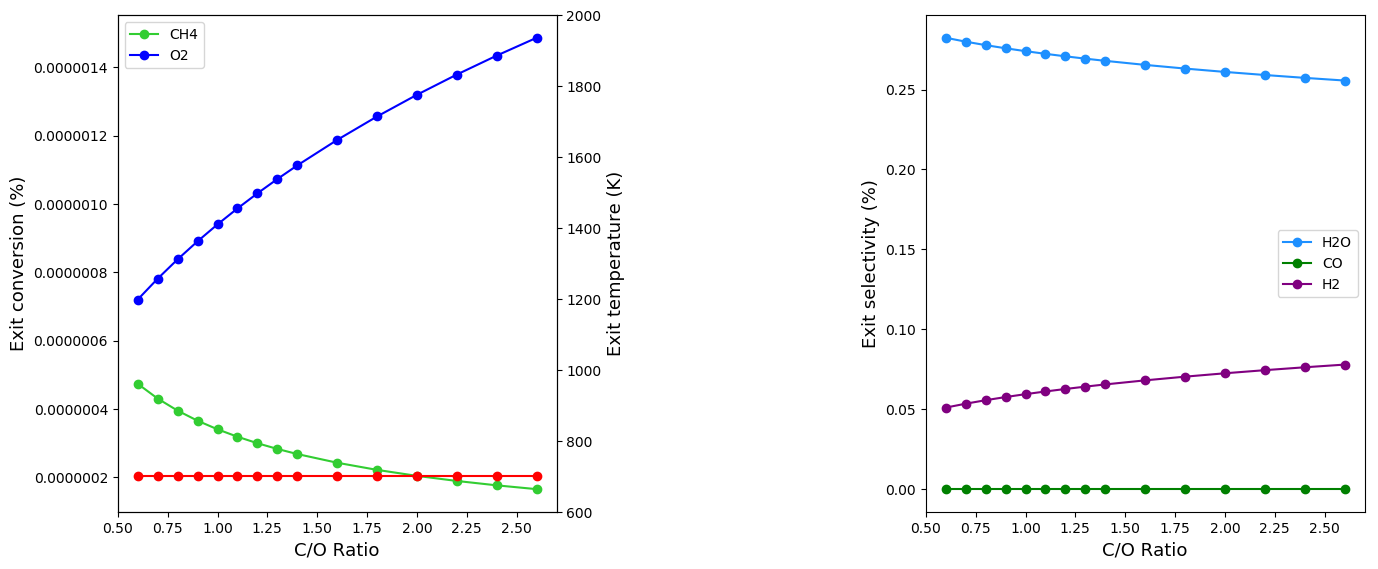 CH4
O2
0.0000014
0.0000012
0.0000010
0.0000008
0.0000006
0.0000004
0.0000002
Exit conversion (%)
2000
1800
1600
1400
1200
1000
800
600
Exit temperature (K)
0.50 0.75 1.00 1.25 1.50 1.75 2.00 2.25 2.50
C/O Ratio
0.25
0.20
0.15
0.10
0.05
0.00
Exit selectivity (%)
H2O
CO
H2
0.50 0.75 1.00 1.25 1.50 1.75 2.00 2.25 2.50
C/O Ratio